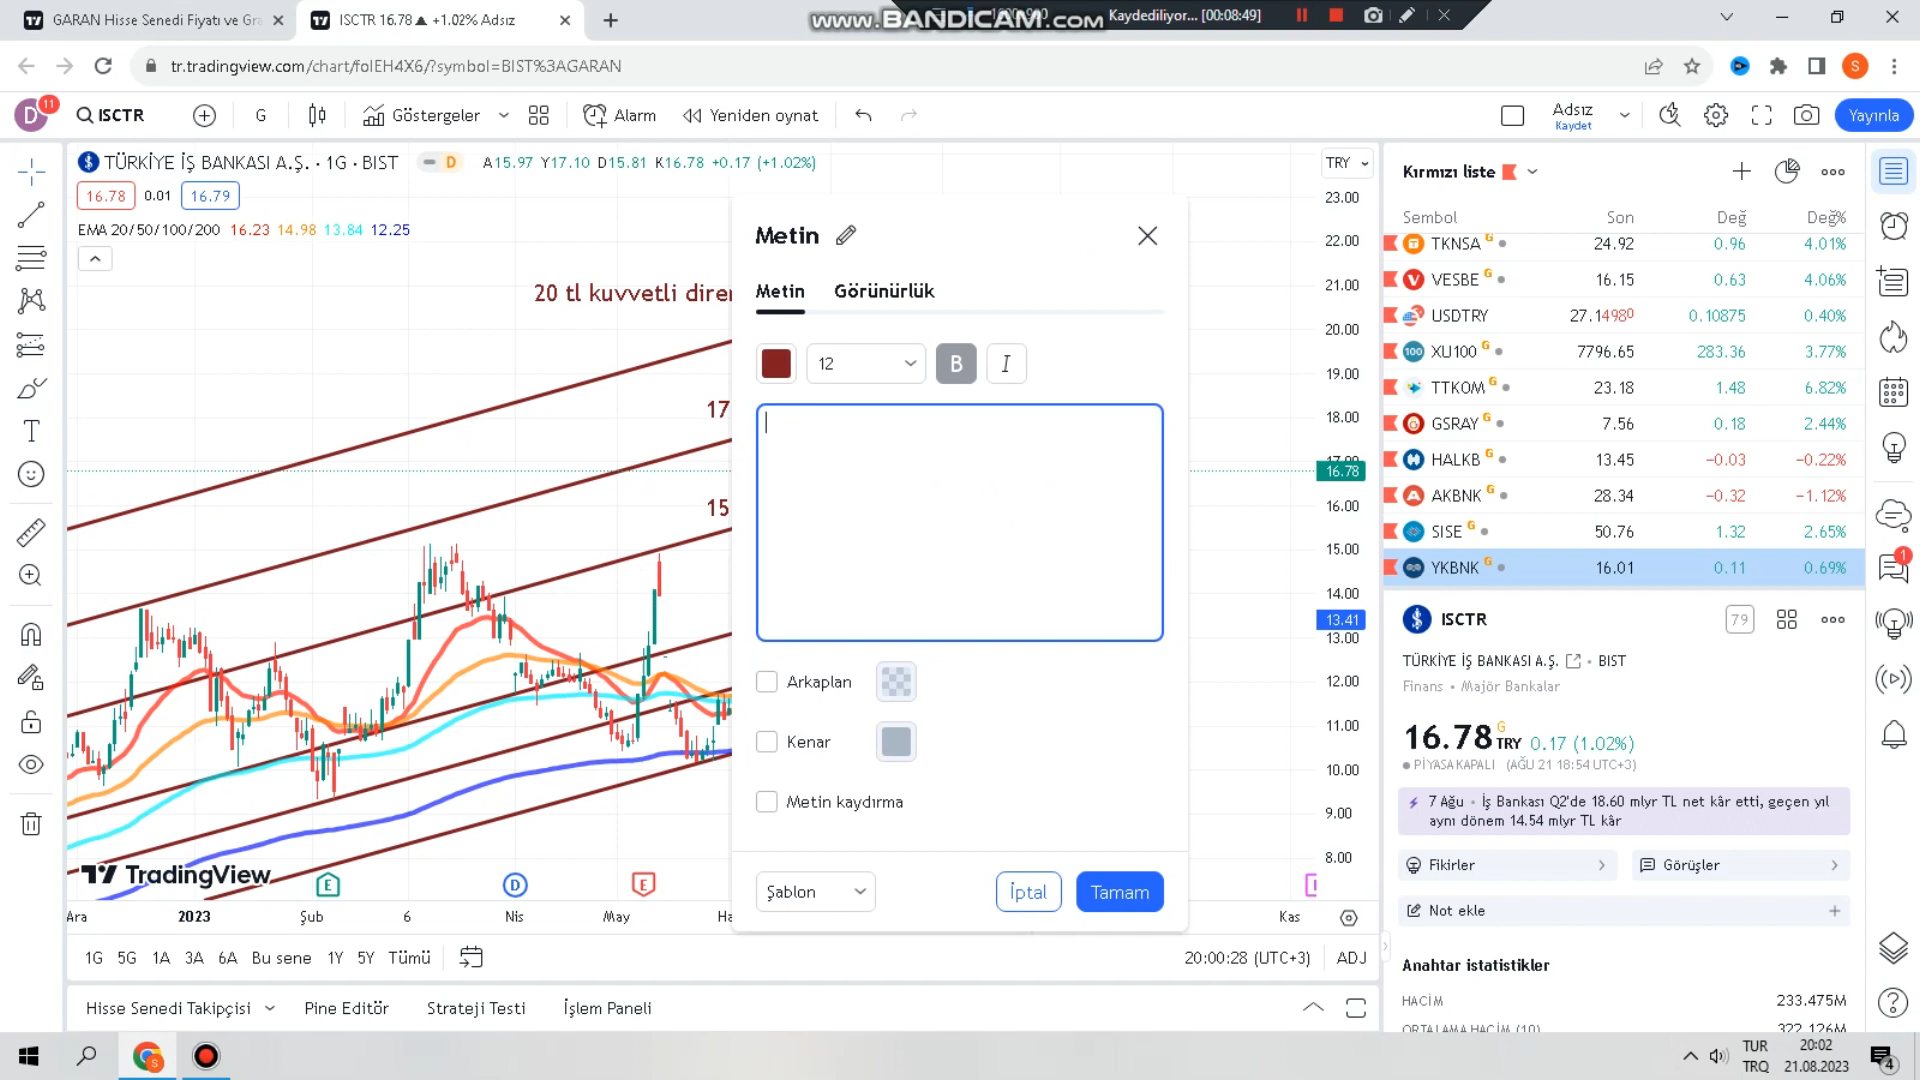 GARAN Hisse Senedi Fiyatı ve Gra
ISCTR 16.78 ▲ +1.02% Adsız
www.BANDICAM.com
Kaydediliyor... [00:08:49]
tr.tradingview.com/chart/folEH4X6/?symbol=BIST%3AGARAN
S
D 11
ISCTR
G
Göstergeler
Alarm
Yeniden oynat
Adsız
Kaydet
Yayınla
TÜRKİYE İŞ BANKASI A.Ş. · 1G · BIST
D
A15.97 Y17.10 D15.81 K16.78 +0.17 (+1.02%)
TRY
16.78 0.01 16.79
EMA 20/50/100/200 16.23 14.98 13.84 12.25
20 tl kuvvetli diren
17
15
Metin
Metin
Görünürlük
12
B
I
Arkaplan
Kenar
Metin kaydırma
Şablon
İptal
Tamam
23.00
22.00
21.00
20.00
19.00
18.00
17.00
16.78
16.00
15.00
14.00
13.41
13.00
12.00
11.00
10.00
9.00
8.00
TradingView
E
D
E
Ara 2023 Şub 6 Nis May Ha Kas
1G 5G 1A 3A 6A Bu sene 1Y 5Y Tümü
20:00:28 (UTC+3) ADJ
Hisse Senedi Takipçisi
Pine Editör
Strateji Testi
İşlem Paneli
Kırmızı liste
Sembol Son Değ Değ%
TKNSA G 24.92 0.96 4.01%
VESBE G 16.15 0.63 4.06%
USDTRY 27.14980 0.10875 0.40%
100 XU100 G 7796.65 283.36 3.77%
TTKOM G 23.18 1.48 6.82%
GSRAY G 7.56 0.18 2.44%
HALKB G 13.45 −0.03 −0.22%
AKBNK G 28.34 −0.32 −1.12%
SISE G 50.76 1.32 2.65%
YKBNK G 16.01 0.11 0.69%
ISCTR
79
TÜRKİYE İŞ BANKASI A.Ş. • BIST
Finans • Majör Bankalar
16.78 G TRY 0.17 (1.02%)
PİYASA KAPALI (AĞU 21 18:54 UTC+3)
7 Ağu • İş Bankası Q2'de 18.60 mlyr TL net kâr etti, geçen yıl
aynı dönem 14.54 mlyr TL kâr
Fikirler
Görüşler
Not ekle
Anahtar istatistikler
HACİM 233.475M
ORTALAMA HACİM (10) 322.126M
1
TUR
TRQ
20:02
21.08.2023
4